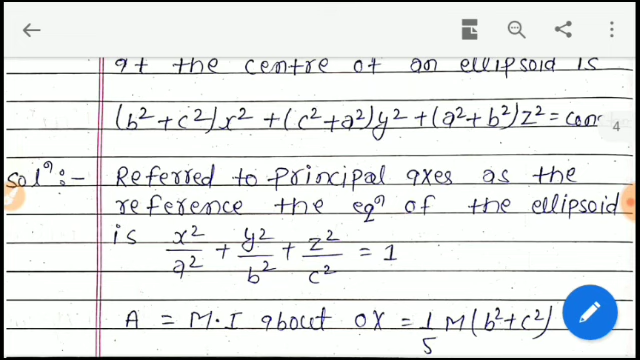 at the centre of an ellipsoid is
(b²+c²)x² + (c²+a²)y² + (a²+b²)z² = con
4
Solⁿ:- Referred to principal axes as the
reference the eqⁿ of the ellipsoid
is x²/a² + y²/b² + z²/c² = 1
A = M.I about OX = 1/5 M(b²+c²)